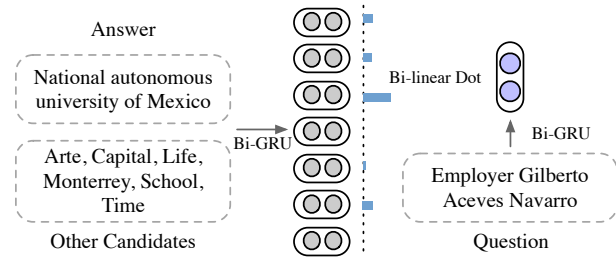 Answer
National autonomous
university of Mexico
Arte, Capital, Life,
Monterrey, School,
Time
Other Candidates
Bi-GRU
Bi-linear Dot
Bi-GRU
Employer Gilberto
Aceves Navarro
Question